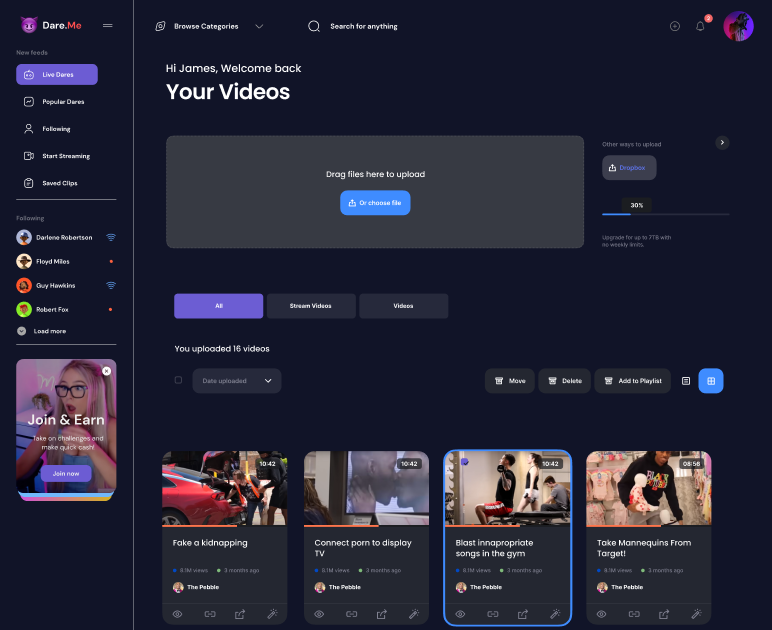 Dare.Me
Browse Categories
Search for anything
3
New feeds
Live Dares
Popular Dares
Following
Start Streaming
Saved Clips
Following
Darlene Robertson
Floyd Miles
Guy Hawkins
Robert Fox
Load more
Join & Earn
Take on challenges and
make quick cash!
Join now
Hi James, Welcome back
Your Videos
Drag files here to upload
Or choose file
Other ways to upload
Dropbox
30%
Upgrade for up to 7TB with
no weekly limits.
All
Stream Videos
Videos
You uploaded 16 videos
Date uploaded
Move
Delete
Add to Playlist
10:42
Fake a kidnapping
8.1M views
3 months ago
The Pebble
10:42
Connect porn to display
TV
8.1M views
3 months ago
The Pebble
10:42
Blast innapropriate
songs in the gym
8.1M views
3 months ago
The Pebble
08:56
Take Mannequins From
Target!
8.1M views
3 months ago
The Pebble